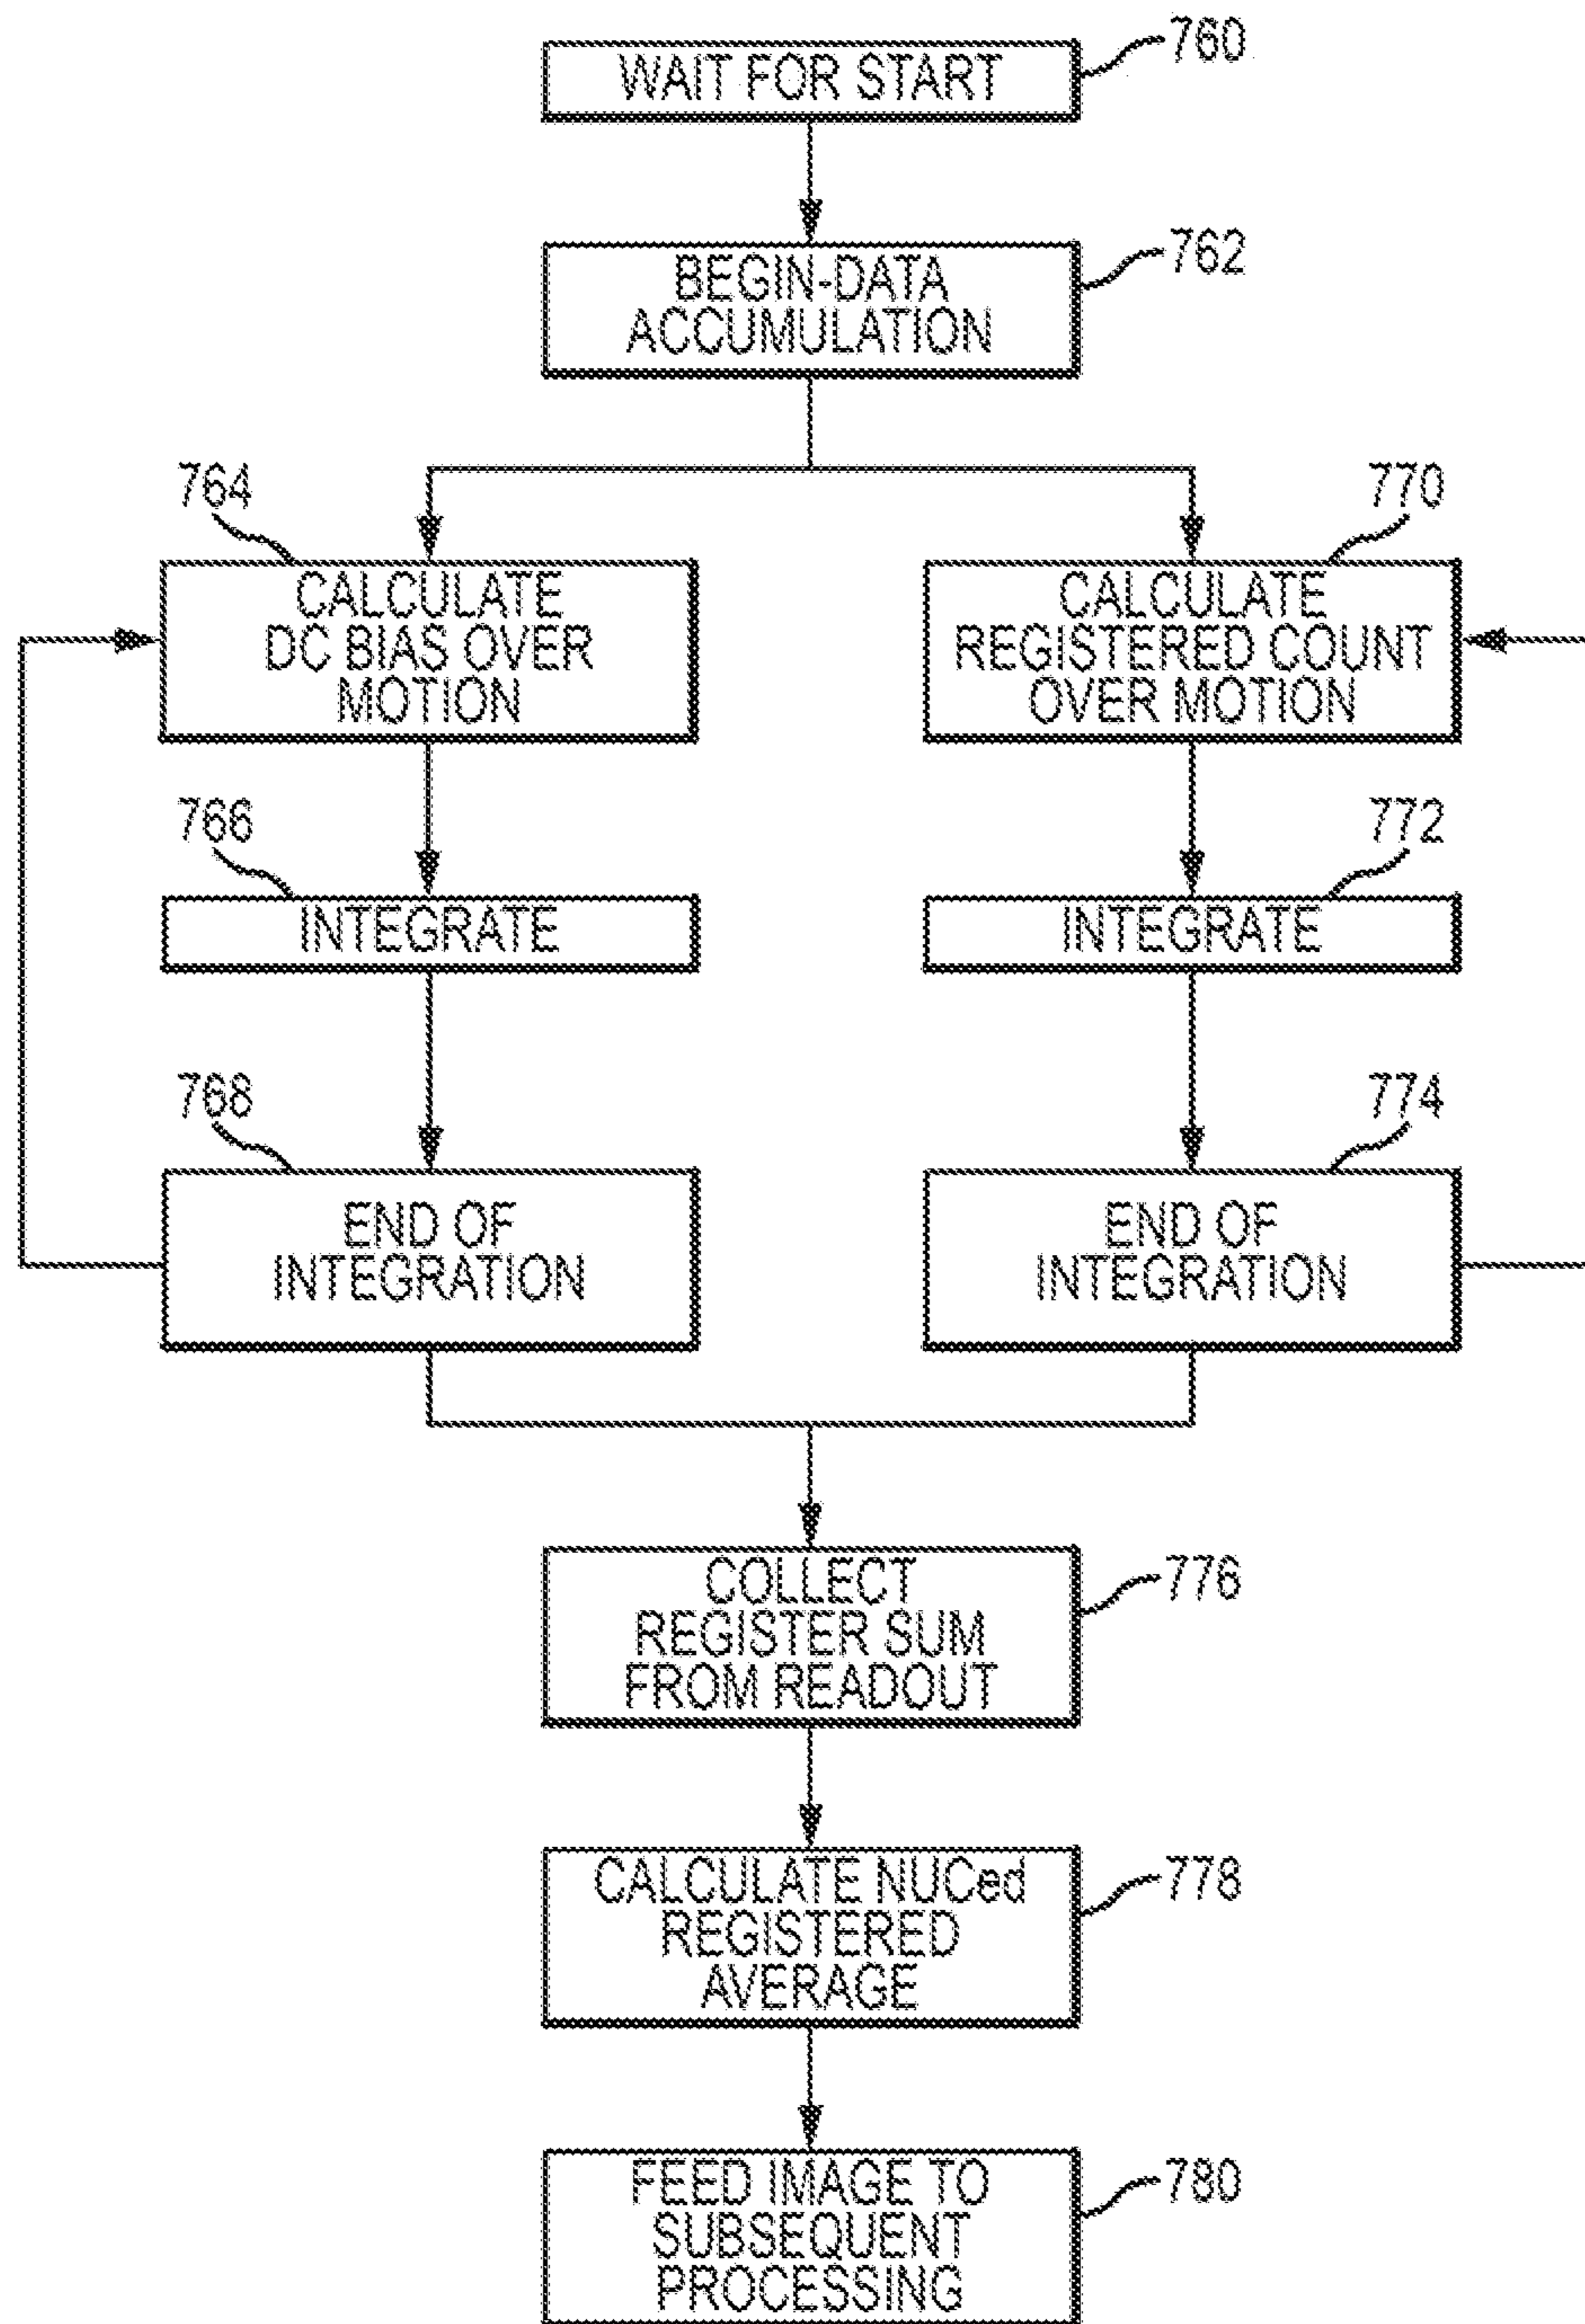 760
WAIT FOR START
762
BEGIN-DATA
ACCUMULATION
764
CALCULATE
DC BIAS OVER
MOTION
770
CALCULATE
REGISTERED COUNT
OVER MOTION
766
INTEGRATE
772
INTEGRATE
768
END OF
INTEGRATION
774
END OF
INTEGRATION
776
COLLECT
REGISTER SUM
FROM READOUT
778
CALCULATE NUCed
REGISTERED
AVERAGE
780
FEED IMAGE TO
SUBSEQUENT
PROCESSING